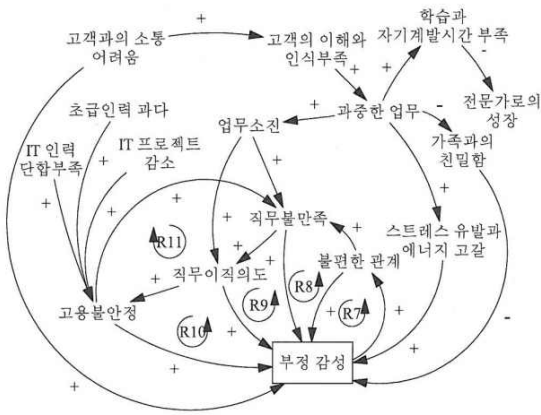 학습과
자기계발시간 부족
고객과의 소통
어려움
+
고객의 이해와
인식부족
+
+
-
전문가로의
성장
초급인력 과다
업무소진
+
과중한 업무
-
가족과의
친밀함
IT 인력
단합부족
IT 프로젝트
감소
+
+
+
+
+
+
직무불만족
+
+
스트레스 유발과
에너지 고갈
R11
+
+
+
불편한 관계
직무이직의도
+
R9
R8
+
R7
+
고용불안정
R10
+
-
부정 감성
+
+
+